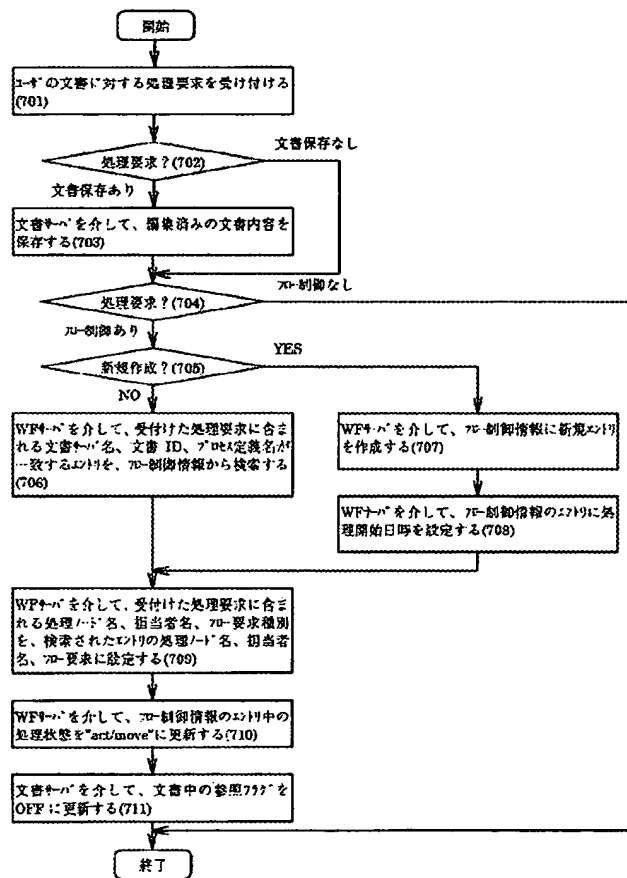 開始
ﾕｰｻﾞの文書に対する処理要求を受け付ける
(701)
文書保存なし
処理要求？(702)
文書保存あり
文書ｻｰﾊﾞを介して、編集済みの文書内容を
保存する(703)
ﾌﾛｰ制御なし
処理要求？(704)
ﾌﾛｰ制御あり
YES
新規作成？(705)
NO
WFｻｰﾊﾞを介して、受付けた処理要求に含ま
れる文書ｻｰﾊﾞ名、文書 ID、ﾌﾟﾛｾｽ定義名が
一致するｴﾝﾄﾘを、ﾌﾛｰ制御情報から検索する
(706)
WFｻｰﾊﾞを介して、ﾌﾛｰ制御情報に新規ｴﾝﾄﾘ
を作成する(707)
WFｻｰﾊﾞを介して、ﾌﾛｰ制御情報のｴﾝﾄﾘに処
理開始日時を設定する(708)
WFｻｰﾊﾞを介して、受付けた処理要求に含ま
れる処理ﾉｰﾄﾞ名、担当者名、ﾌﾛｰ要求種別
を、検索されたｴﾝﾄﾘの処理ﾉｰﾄﾞ名、担当者
名、ﾌﾛｰ要求に設定する(709)
WFｻｰﾊﾞを介して、ﾌﾛｰ制御情報のｴﾝﾄﾘ中の
処理状態を"act/move"に更新する(710)
文書ｻｰﾊﾞを介して、文書中の参照ﾌﾗｸﾞを
OFF に更新する(711)
終了